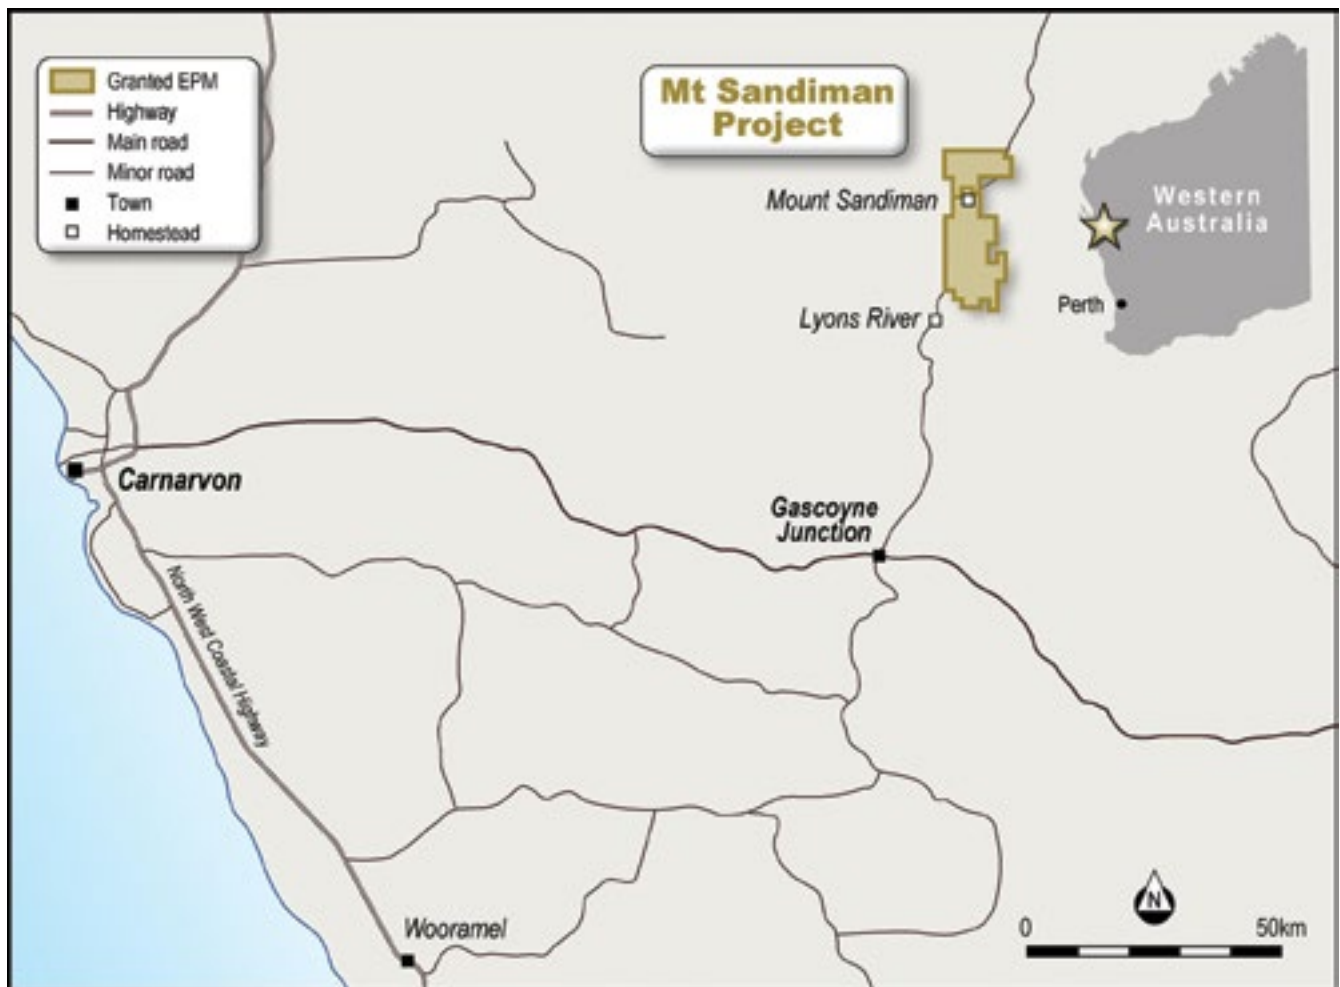 Granted EPM
Highway
Main road
Minor road
Town
Homestead
Mt Sandiman
Project
Mount Sandiman
Western
Australia
Perth
Lyons River
Carnarvon
Gascoyne
Junction
North West Coastal Highway
Wooramel
N
0
50km